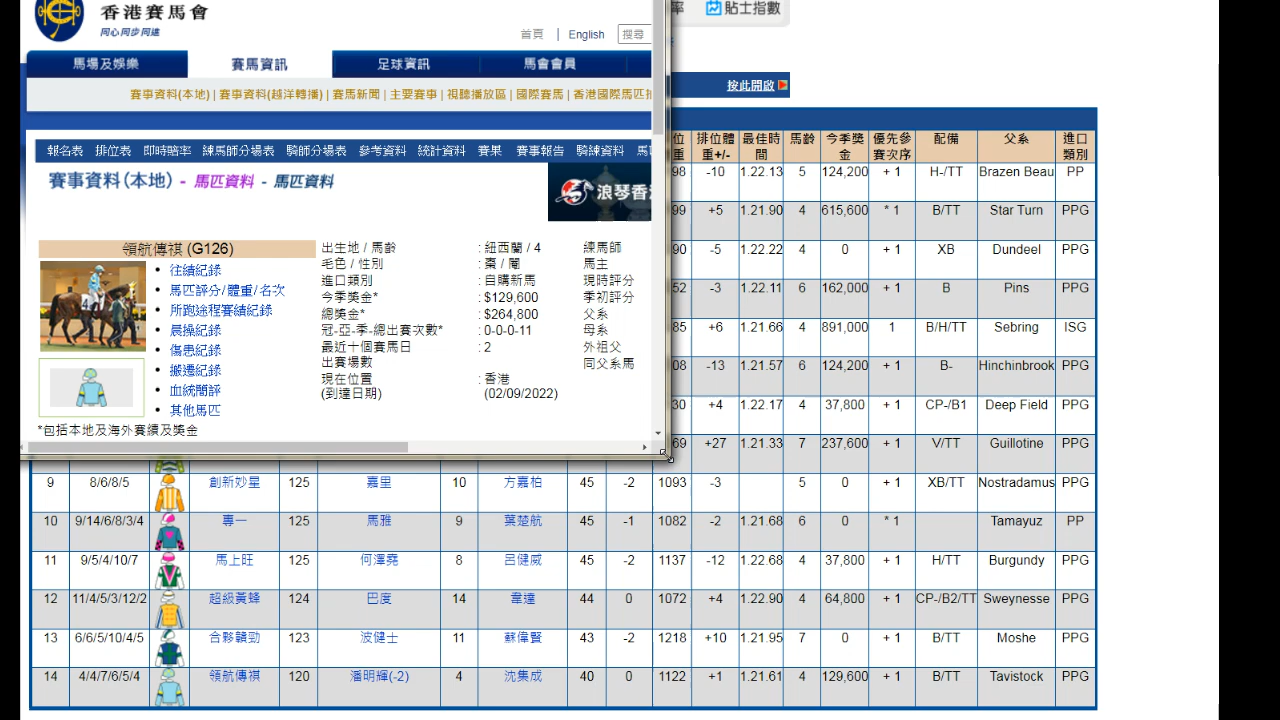 香港賽馬會
同心同步同進
首頁 | English 搜尋
率 貼士指數
馬場及娛樂 賽馬資訊 足球資訊 馬會會員
按此開啟
賽事資料(本地) | 賽事資料(越洋轉播) | 賽馬新聞 | 主要賽事 | 視聽播放區 | 國際賽馬 | 香港國際馬匹拍
報名表 排位表 即時賠率 練馬師分場表 騎師分場表 參考資料 統計資料 賽果 賽事報告 騎練資料 馬
賽事資料(本地) - 馬匹資料 - 馬匹資料
浪琴香
領航傳祺 (G126)
往績紀錄
馬匹評分/體重/名次
所跑途程賽績紀錄
晨操紀錄
傷患紀錄
搬遷紀錄
血統簡評
其他馬匹
*包括本地及海外賽績及獎金
出生地 / 馬齡 : 紐西蘭 / 4 練馬師
毛色 / 性別 : 棗 / 閹 馬主
進口類別 : 自購新馬 現時評分
今季獎金* : $129,600 季初評分
總獎金* : $264,800 父系
冠-亞-季-總出賽次數* : 0-0-0-11 母系
最近十個賽馬日 : 2 外祖父
出賽場數 同父系馬
現在位置 : 香港
(到達日期) (02/09/2022)
位重 排位體重+/- 最佳時間 馬齡 今季獎金 優先參賽次序 配備 父系 進口類別
98 -10 1.22.13 5 124,200 + 1 H-/TT Brazen Beau PP
99 +5 1.21.90 4 615,600 * 1 B/TT Star Turn PPG
90 -5 1.22.22 4 0 + 1 XB Dundeel PPG
52 -3 1.22.11 6 162,000 + 1 B Pins PPG
85 +6 1.21.66 4 891,000 1 B/H/TT Sebring ISG
08 -13 1.21.57 6 124,200 + 1 B- Hinchinbrook PPG
30 +4 1.22.17 4 37,800 + 1 CP-/B1 Deep Field PPG
69 +27 1.21.33 7 237,600 + 1 V/TT Guillotine PPG
9 8/6/8/5 創新妙星 125 嘉里 10 方嘉柏 45 -2 1093 -3 5 0 + 1 XB/TT Nostradamus PPG
10 9/14/6/8/3/4 專一 125 馬雅 9 葉楚航 45 -1 1082 -2 1.21.68 6 0 * 1 Tamayuz PP
11 9/5/4/10/7 馬上旺 125 何澤堯 8 呂健威 45 -2 1137 -12 1.22.68 4 37,800 + 1 H/TT Burgundy PPG
12 11/4/5/3/12/2 超級黃蜂 124 巴度 14 韋達 44 0 1072 +4 1.22.90 4 64,800 + 1 CP-/B2/TT Sweynesse PPG
13 6/6/5/10/4/5 合夥贛勁 123 波健士 11 蘇偉賢 43 -2 1218 +10 1.21.95 7 0 + 1 B/TT Moshe PPG
14 4/4/7/6/5/4 領航傳祺 120 潘明輝(-2) 4 沈集成 40 0 1122 +1 1.21.61 4 129,600 + 1 B/TT Tavistock PPG